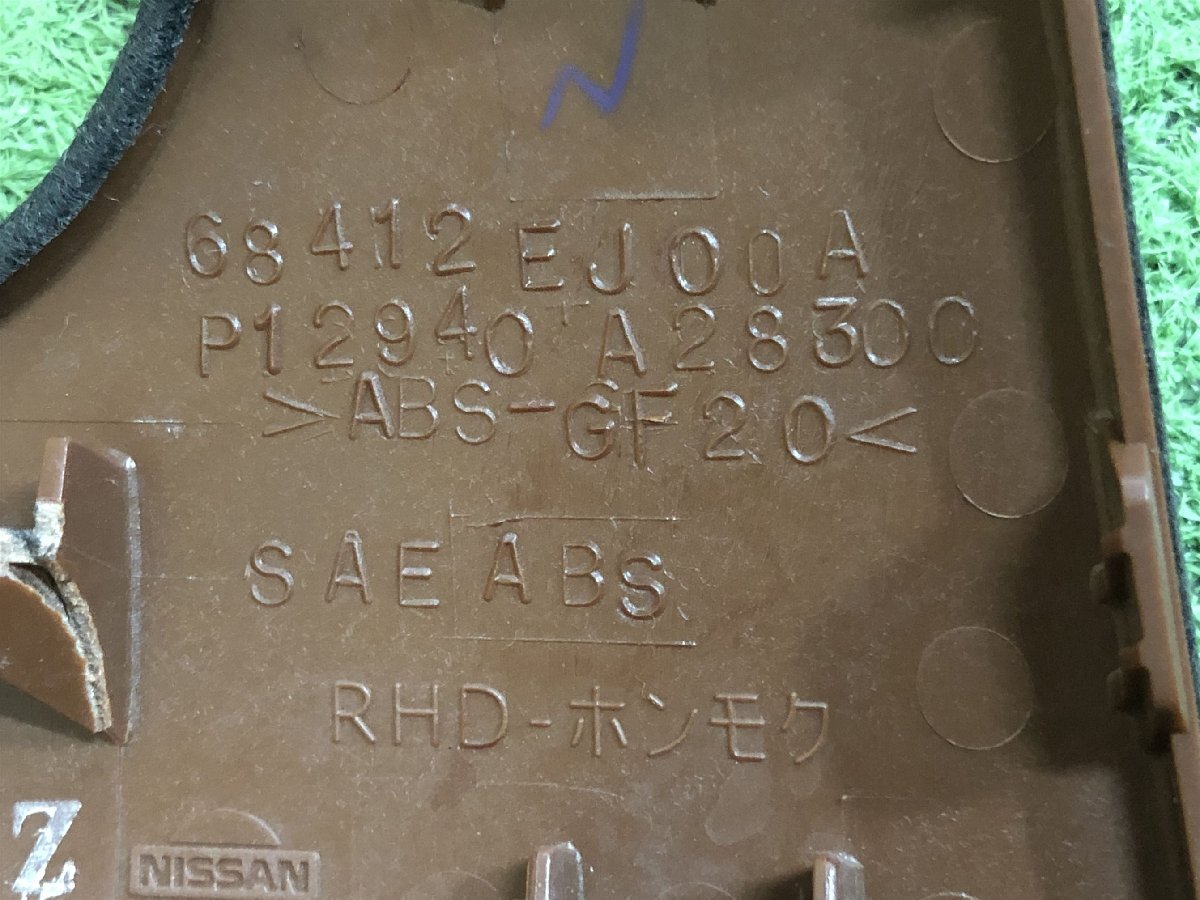 N
68412 EJ00A
P12940 A28300
>ABS-GF20<
SAE ABS
RHD-ホンモク
Z
NISSAN